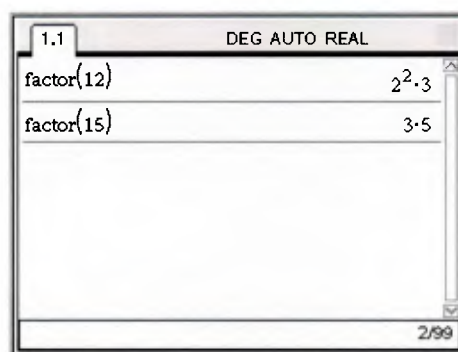 1.1 DEG AUTO REAL
factor(12) 2²·3
factor(15) 3·5
2/99